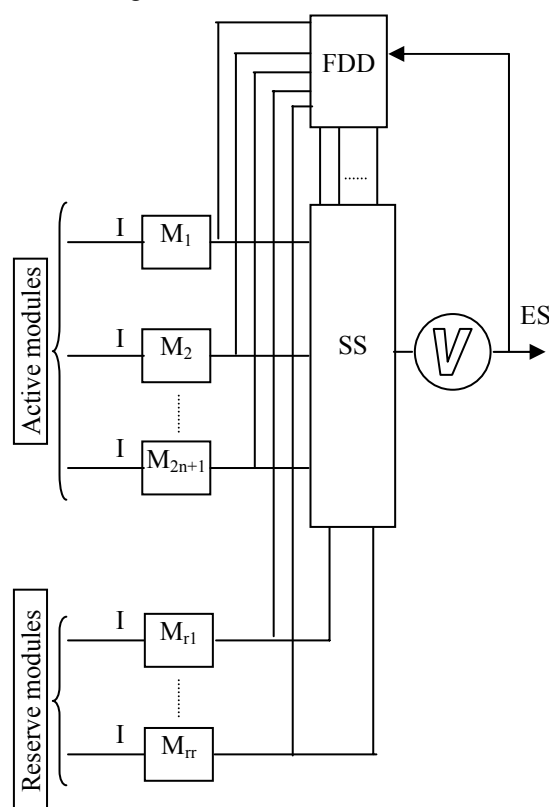 FDD
......
I
M₁
SS
ES
V
I
M₂
Active modules
I
M₂ₙ₊₁
I
Mᵣ₁
Reserve modules
I
Mᵣᵣ